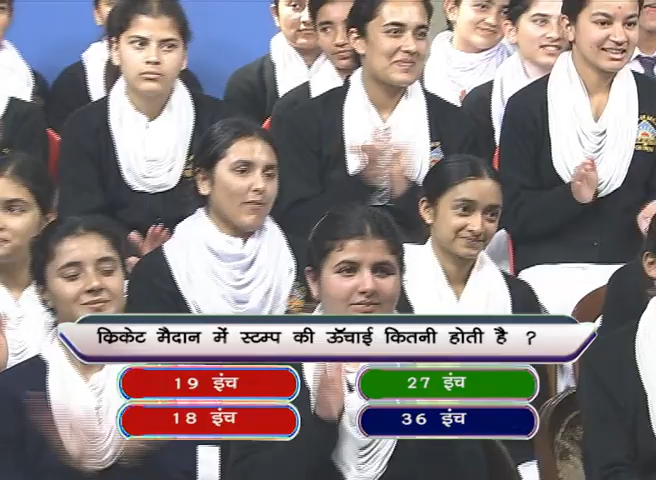 क्रिकेट मैदान में स्टम्प की ऊँचाई कितनी होती है ?
19 इंच
27 इंच
18 इंच
36 इंच